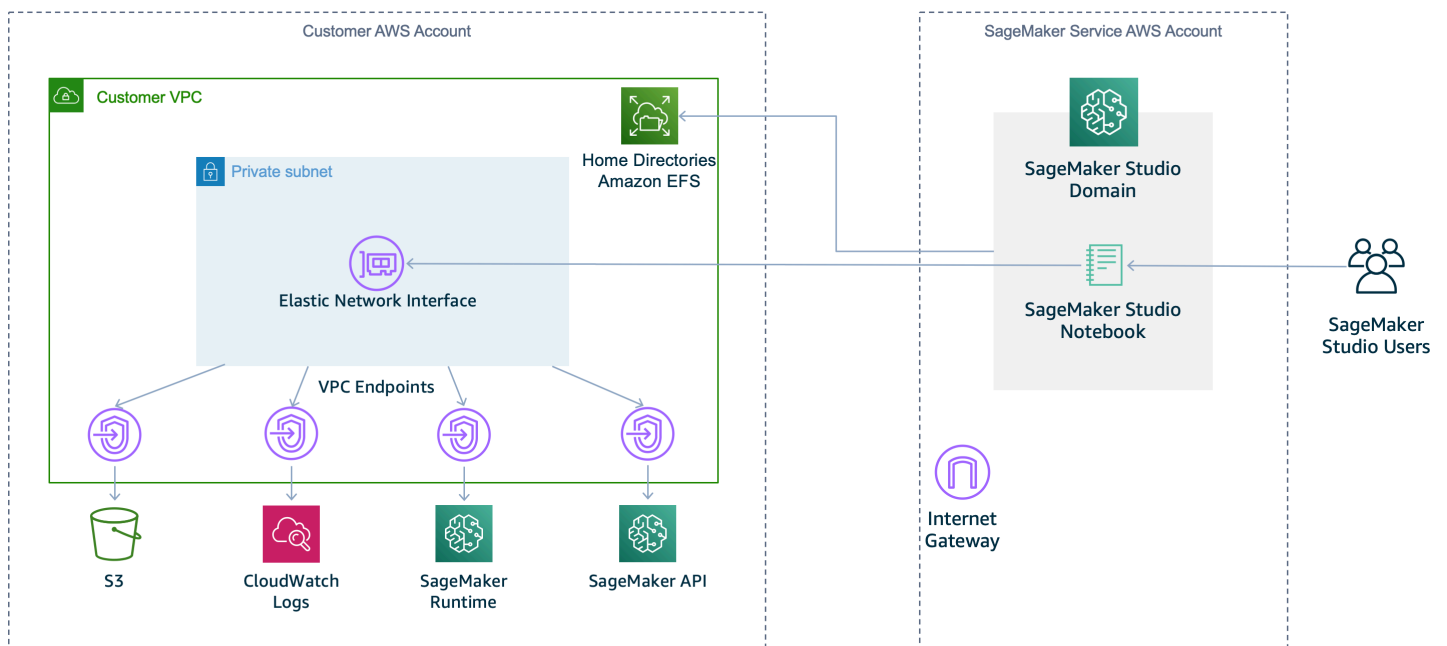 Customer AWS Account
SageMaker Service AWS Account
Customer VPC
Home Directories
Amazon EFS
Private subnet
Elastic Network Interface
VPC Endpoints
S3
CloudWatch
Logs
SageMaker
Runtime
SageMaker API
SageMaker Studio
Domain
SageMaker Studio
Notebook
SageMaker
Studio Users
Internet
Gateway